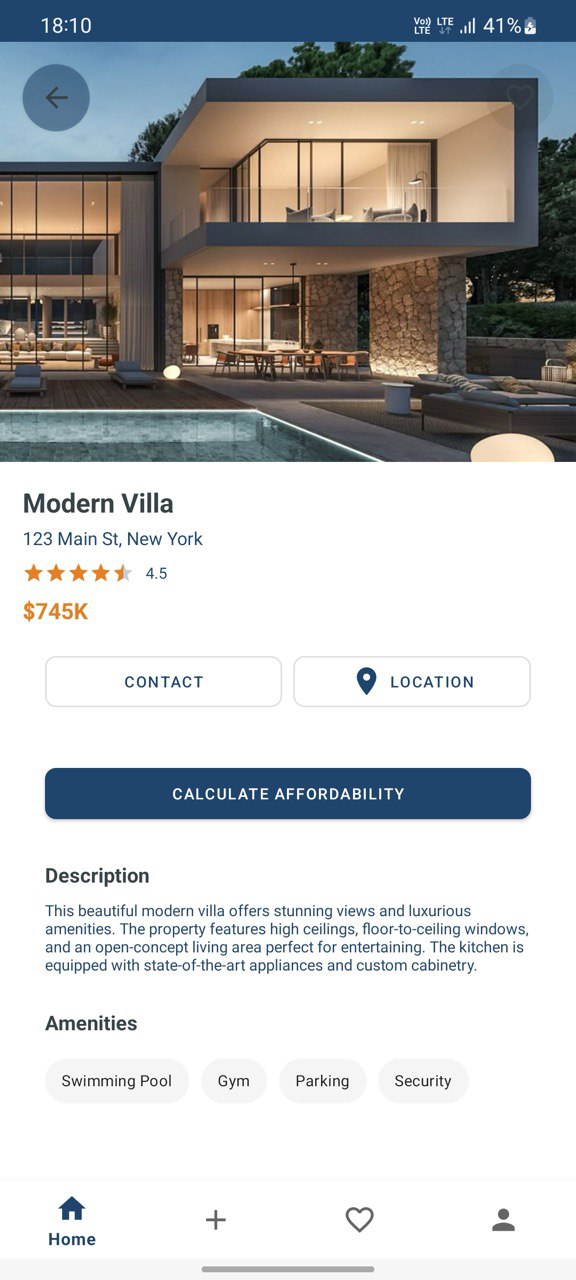 18:10
Vo)) LTE
LTE
41%
Modern Villa
123 Main St, New York
4.5
$745K
CONTACT
LOCATION
CALCULATE AFFORDABILITY
Description
This beautiful modern villa offers stunning views and luxurious
amenities. The property features high ceilings, floor-to-ceiling windows,
and an open-concept living area perfect for entertaining. The kitchen is
equipped with state-of-the-art appliances and custom cabinetry.
Amenities
Swimming Pool
Gym
Parking
Security
Home